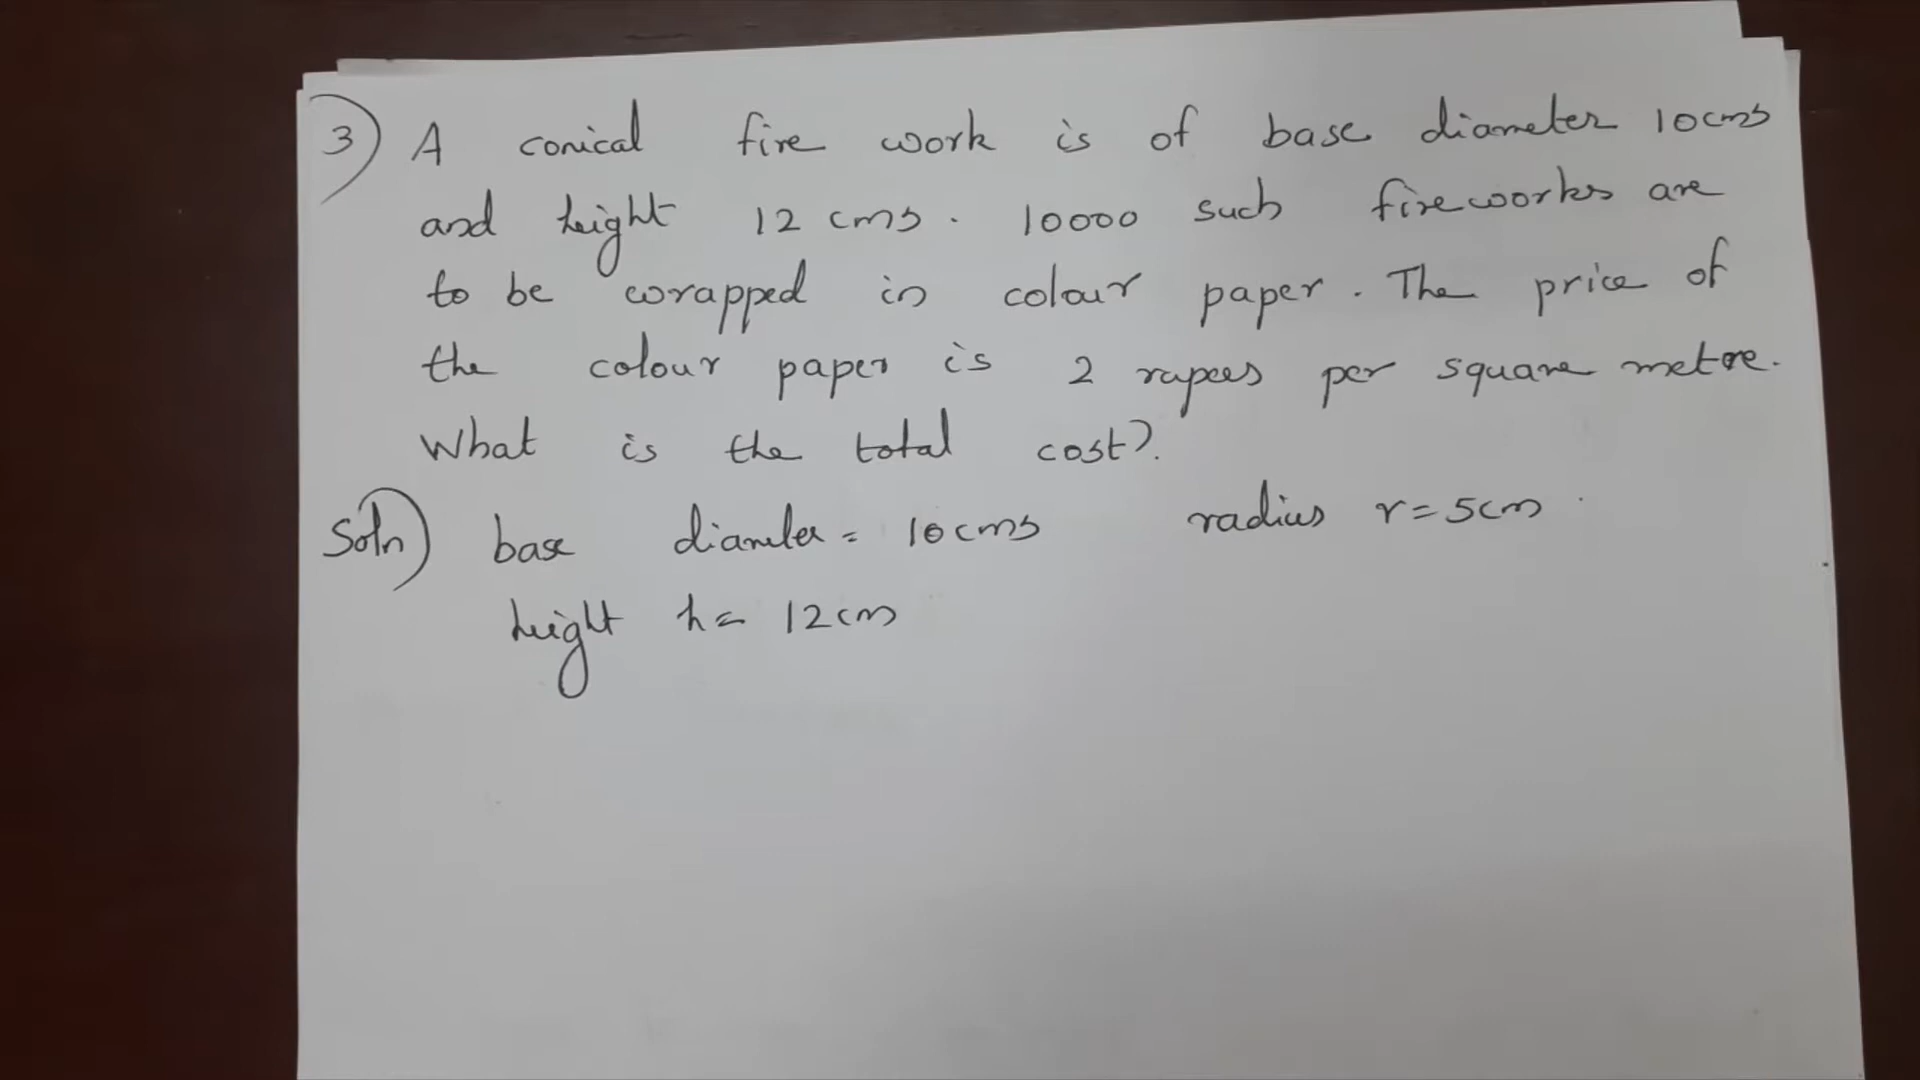 3) A conical fire work is of base diameter 10cms
and height 12 cms. 10000 such fireworks are
to be wrapped in colour paper. The price of
the colour paper is 2 rupees per square metre.
What is the total cost?
Soln) base diameter = 10cms radius r=5cm
height h= 12cm